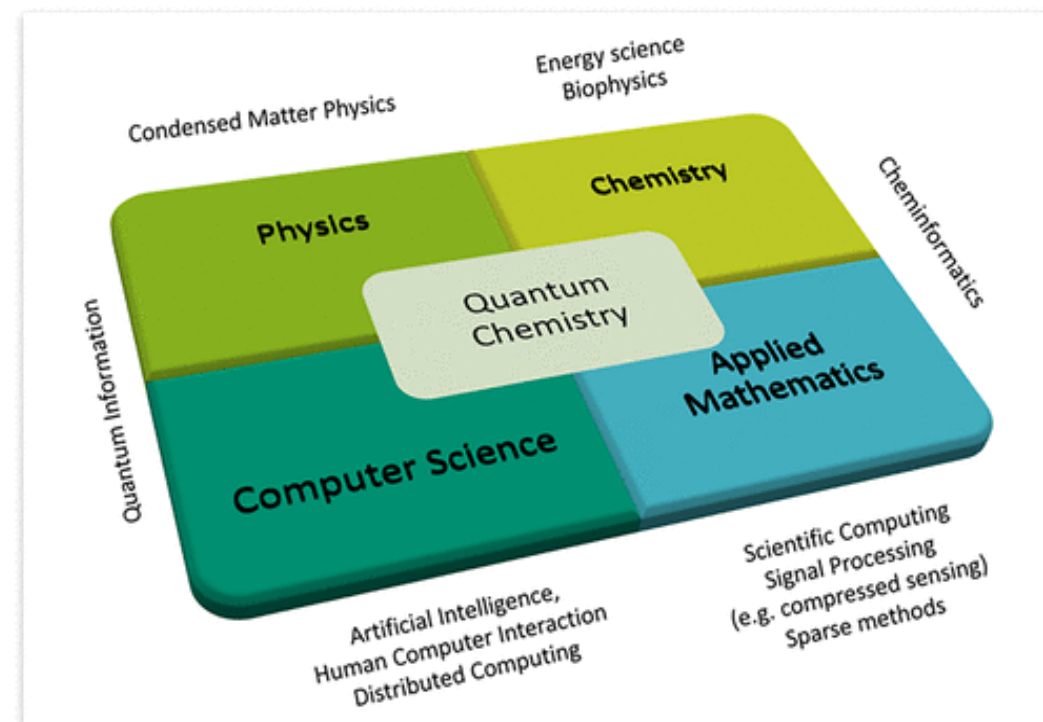 Energy science
Biophysics
Condensed Matter Physics
Chemistry
Physics
Cheminformatics
Quantum
Chemistry
Quantum Information
Applied
Mathematics
Computer Science
Scientific Computing
Signal Processing
(e.g. compressed sensing)
Sparse methods
Artificial Intelligence,
Human Computer Interaction
Distributed Computing